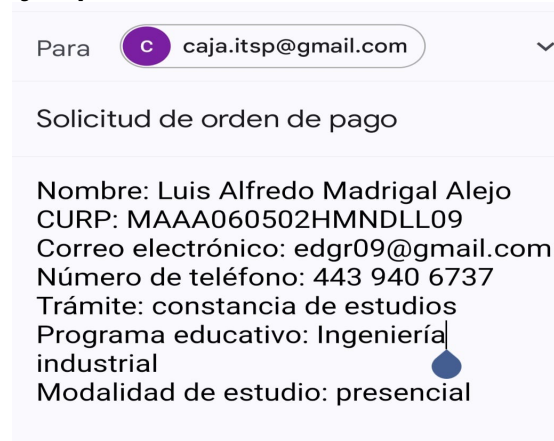 Para C caja.itsp@gmail.com
Solicitud de orden de pago
Nombre: Luis Alfredo Madrigal Alejo
CURP: MAAA060502HMNDLL09
Correo electrónico: edgr09@gmail.com
Número de teléfono: 443 940 6737
Trámite: constancia de estudios
Programa educativo: Ingeniería
industrial
Modalidad de estudio: presencial